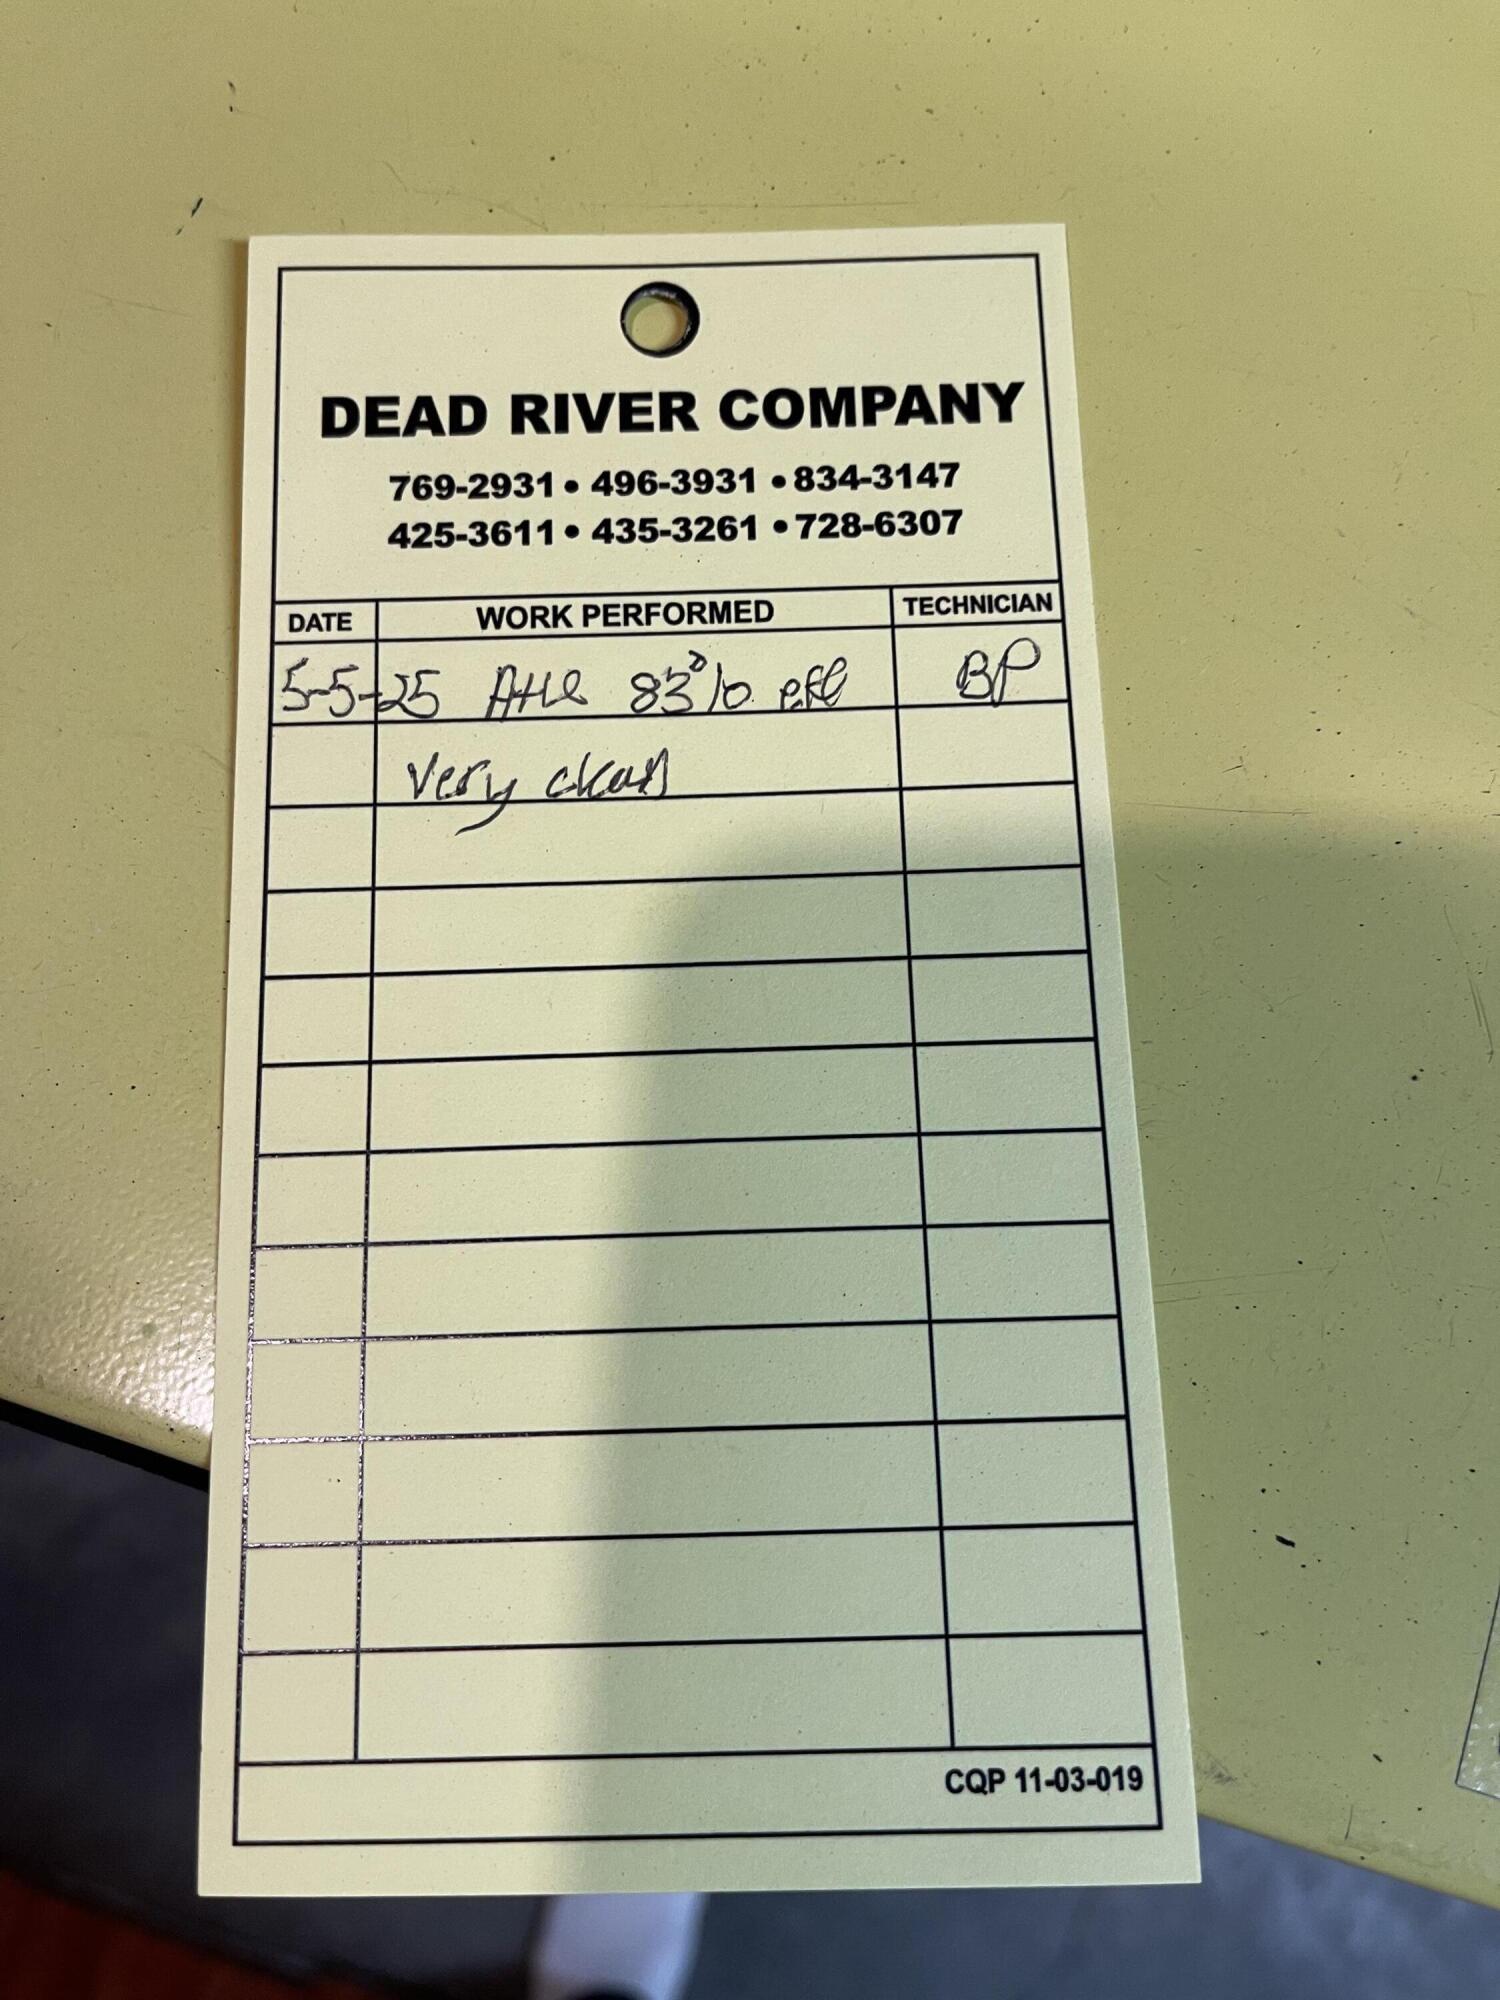 DEAD RIVER COMPANY
769-2931 • 496-3931 • 834-3147
425-3611 • 435-3261 • 728-6307
DATE WORK PERFORMED TECHNICIAN
5-5-25 83% eff BP
very clean
CQP 11-03-019